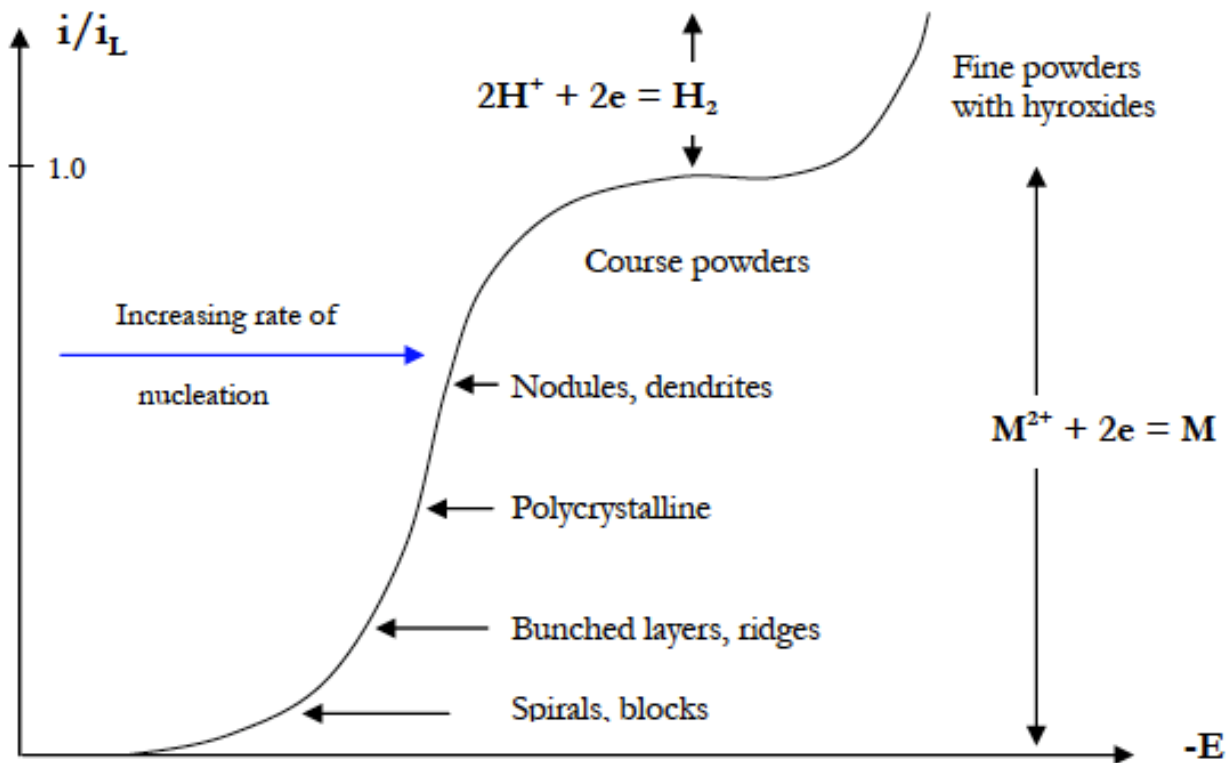 i/iL
Fine powders
with hyroxides
2H⁺ + 2e = H₂
1.0
Course powders
Increasing rate of
nucleation
Nodules, dendrites
M²⁺ + 2e = M
Polycrystalline
Bunched layers, ridges
Spirals, blocks
-E